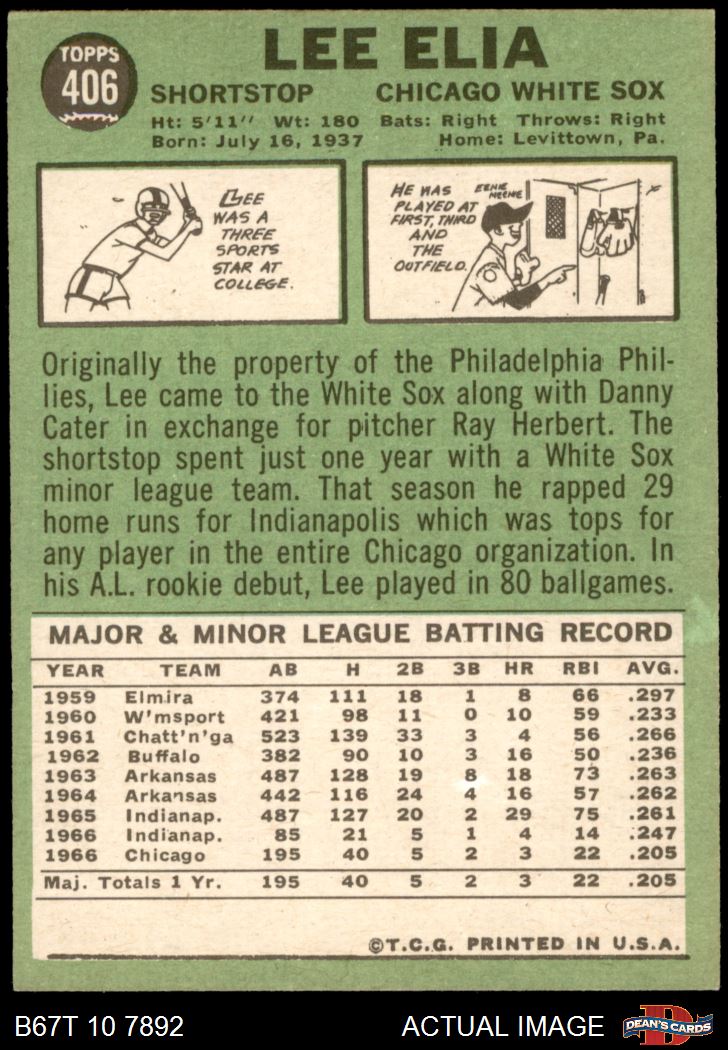 TOPPS
406
LEE ELIA
SHORTSTOP CHICAGO WHITE SOX
Ht: 5'11" Wt: 180 Bats: Right Throws: Right
Born: July 16, 1937 Home: Levittown, Pa.
LEE
WAS A
THREE
SPORTS
STAR AT
COLLEGE.
HE HAS
PLAYED AT
FIRST, THIRD
AND
THE
OUTFIELD.
EENIE
MEENIE
Originally the property of the Philadelphia Phil-
lies, Lee came to the White Sox along with Danny
Cater in exchange for pitcher Ray Herbert. The
shortstop spent just one year with a White Sox
minor league team. That season he rapped 29
home runs for Indianapolis which was tops for
any player in the entire Chicago organization. In
his A.L. rookie debut, Lee played in 80 ballgames.
MAJOR & MINOR LEAGUE BATTING RECORD
YEAR TEAM AB H 2B 3B HR RBI AVG.
1959 Elmira 374 111 18 1 8 66 .297
1960 W'msport 421 98 11 0 10 59 .233
1961 Chatt'n'ga 523 139 33 3 4 56 .266
1962 Buffalo 382 90 10 3 16 50 .236
1963 Arkansas 487 128 19 8 18 73 .263
1964 Arkansas 442 116 24 4 16 57 .262
1965 Indianap. 487 127 20 2 29 75 .261
1966 Indianap. 85 21 5 1 4 14 .247
1966 Chicago 195 40 5 2 3 22 .205
Maj. Totals 1 Yr. 195 40 5 2 3 22 .205
©T.C.G. PRINTED IN U.S.A.
B67T 10 7892 ACTUAL IMAGE
D
DEAN'S CARDS